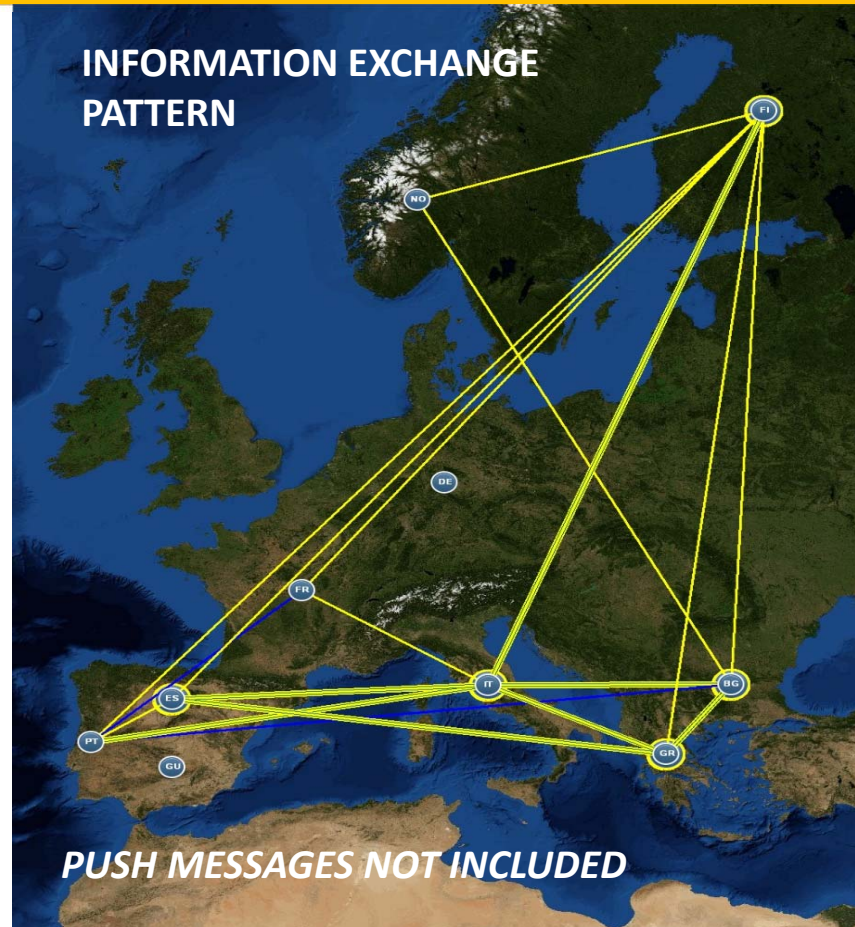 INFORMATION EXCHANGE
PATTERN
FI
NO
DE
FR
IT
BG
ES
PT
GR
GU
PUSH MESSAGES NOT INCLUDED